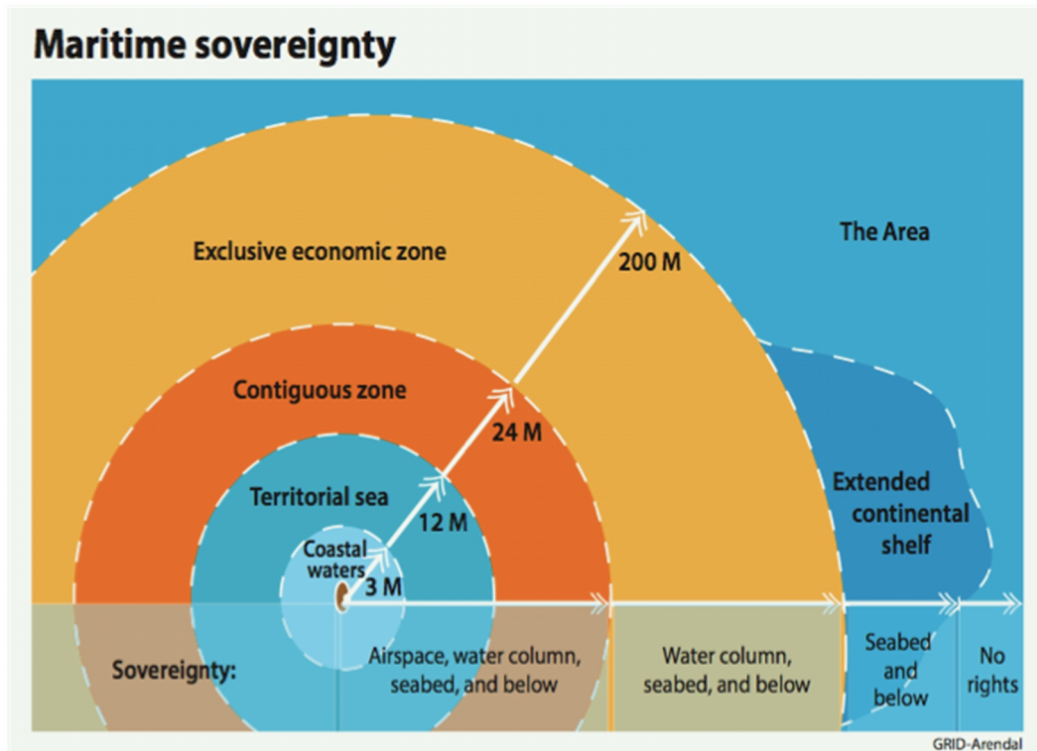 Maritime sovereignty
The Area
Exclusive economic zone
200 M
Contiguous zone
24 M
Territorial sea
12 M
Extended
continental
shelf
Coastal
waters
3 M
Sovereignty:
Airspace, water column,
seabed, and below
Water column,
seabed, and below
Seabed
and
below
No
rights
GRID-Arendal